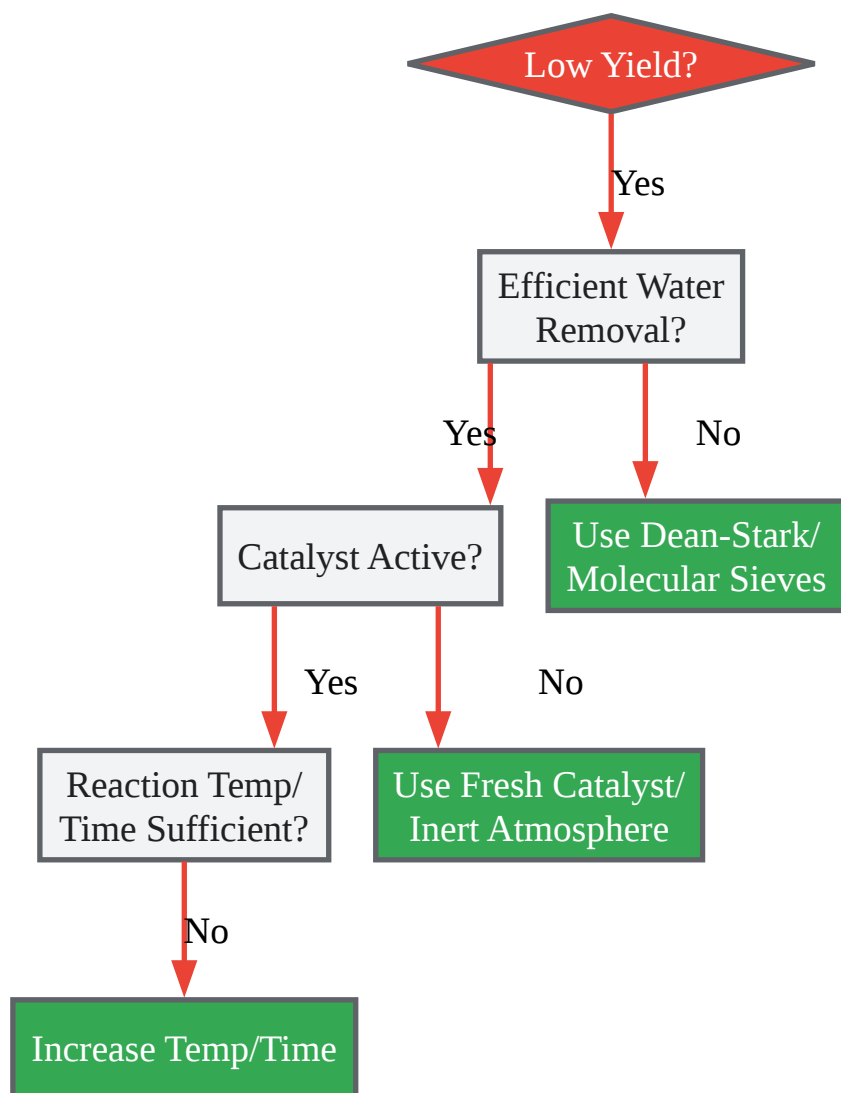 Low Yield?
Yes
Efficient Water
Removal?
Yes
No
Use Dean-Stark/
Molecular Sieves
Catalyst Active?
Yes
No
Reaction Temp/
Time Sufficient?
Use Fresh Catalyst/
Inert Atmosphere
No
Increase Temp/Time